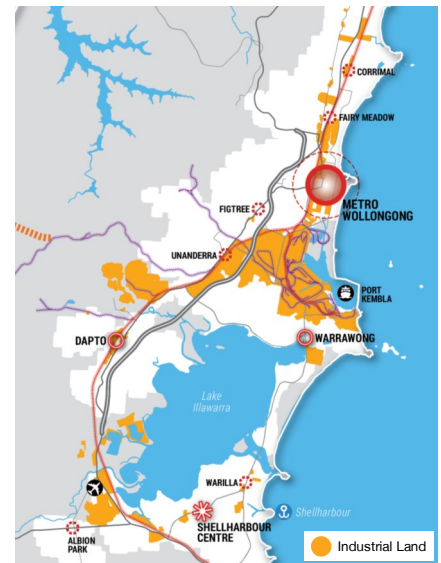 CORRIMAL
FAIRY MEADOW
METRO
WOLLONGONG
FIGTREE
UNANDERRA
PORT
KEMBLA
DAPTO
WARRAWONG
Lake
Illawarra
WARILLA
Shellharbour
SHELLHARBOUR
CENTRE
ALBION
PARK
Industrial Land